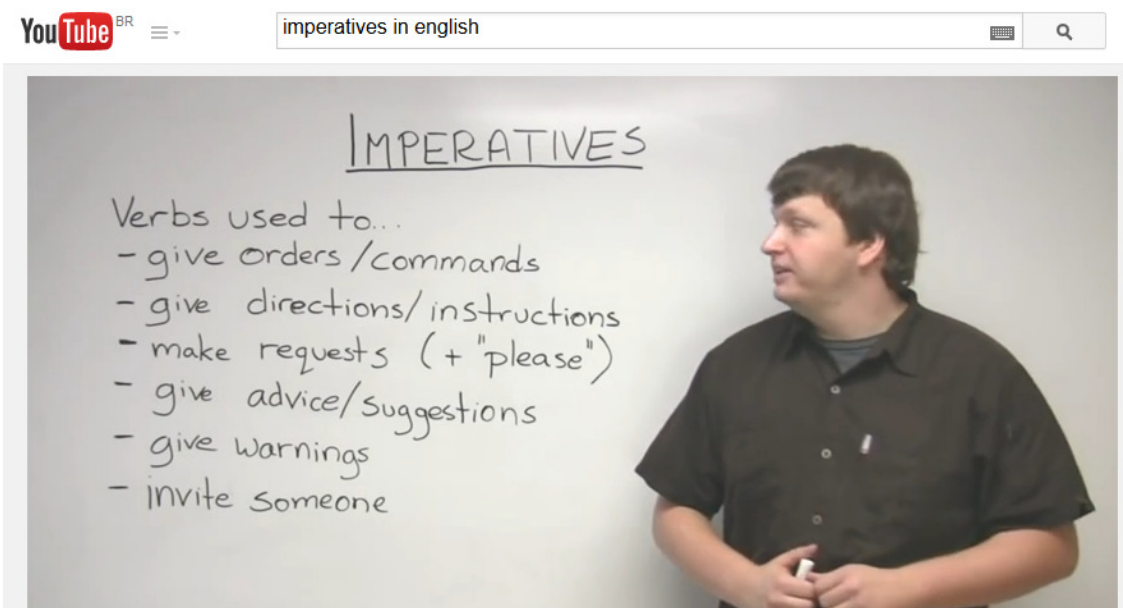 YouTube BR
imperatives in english
IMPERATIVES
Verbs used to...
- give orders/commands
- give directions/instructions
- make requests (+ "please")
- give advice/suggestions
- give warnings
- invite someone